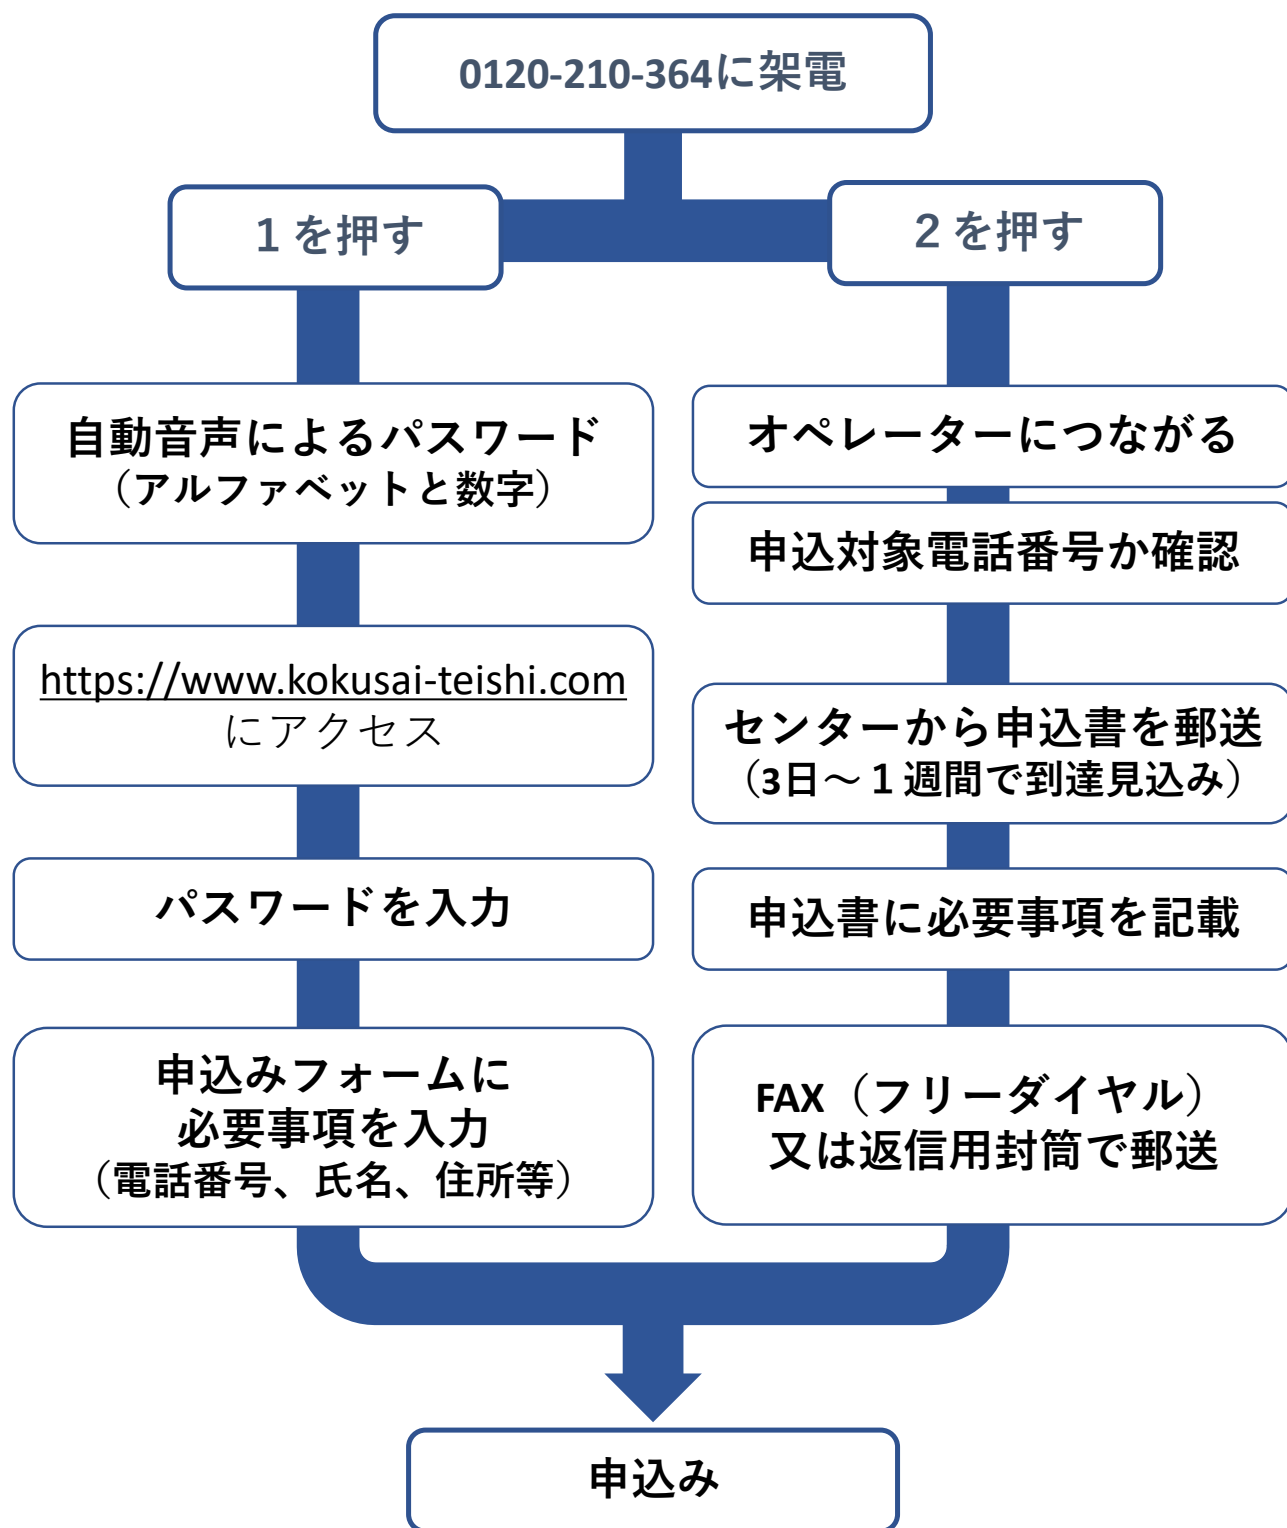 0120-210-364に架電
1を押す
2を押す
自動音声によるパスワード
（アルファベットと数字）
https://www.kokusai-teishi.com
にアクセス
パスワードを入力
申込みフォームに
必要事項を入力
（電話番号、氏名、住所等）
オペレーターにつながる
申込対象電話番号か確認
センターから申込書を郵送
（3日～１週間で到達見込み）
申込書に必要事項を記載
FAX（フリーダイヤル）
又は返信用封筒で郵送
申込み